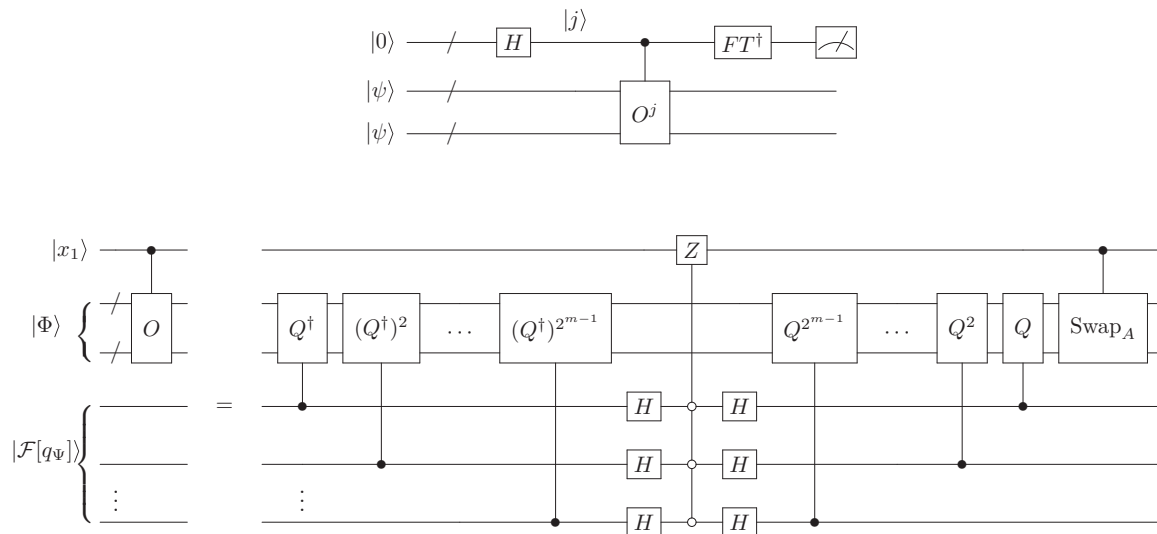 |j⟩
|0⟩ H FT†
|ψ⟩ O^j
|ψ⟩
|x₁⟩ Z
|Φ⟩ O Q† (Q†)² ⋯ (Q†)^{2^{m−1}} Q^{2^{m−1}} ⋯ Q² Q Swap_A
= H H
|𝓕[q_Ψ]⟩ H H
⋮ ⋮
H H